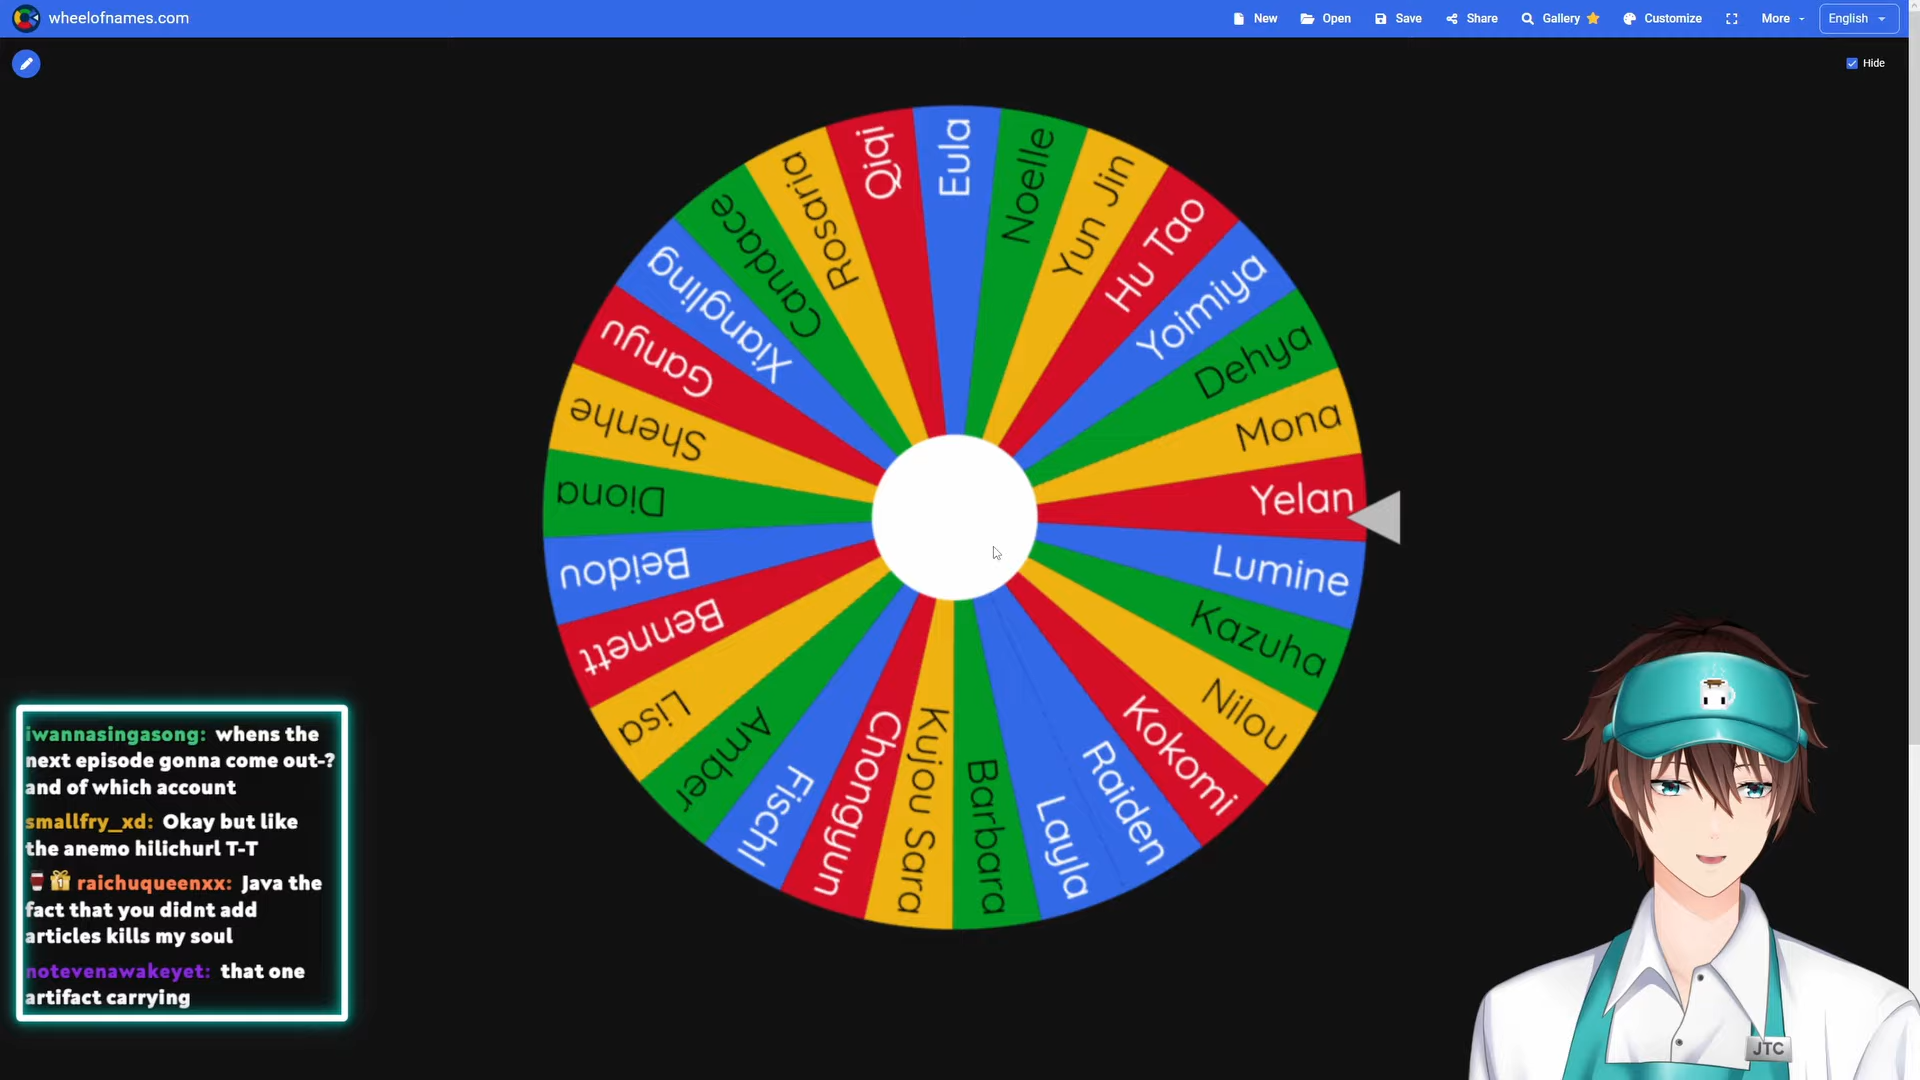 wheelofnames.com
New
Open
Save
Share
Gallery
Customize
More
English
Hide
Eula
Noelle
Yun Jin
Hu Tao
Yoimiya
Dehya
Mona
Yelan
Lumine
Kazuha
Nilou
Kokomi
Raiden
Layla
Barbara
Kujou Sara
Chongyun
Fischl
Amber
Lisa
Bennett
Beidou
Diona
Shenhe
Ganyu
Xiangling
Candace
Rosaria
Qiqi
iwannasingasong: whens the
next episode gonna come out-?
and of which account
smallfry_xd: Okay but like
the anemo hilichurl T-T
1 raichuqueenxx: Java the
fact that you didnt add
articles kills my soul
notevenawakeyet: that one
artifact carrying
JTC